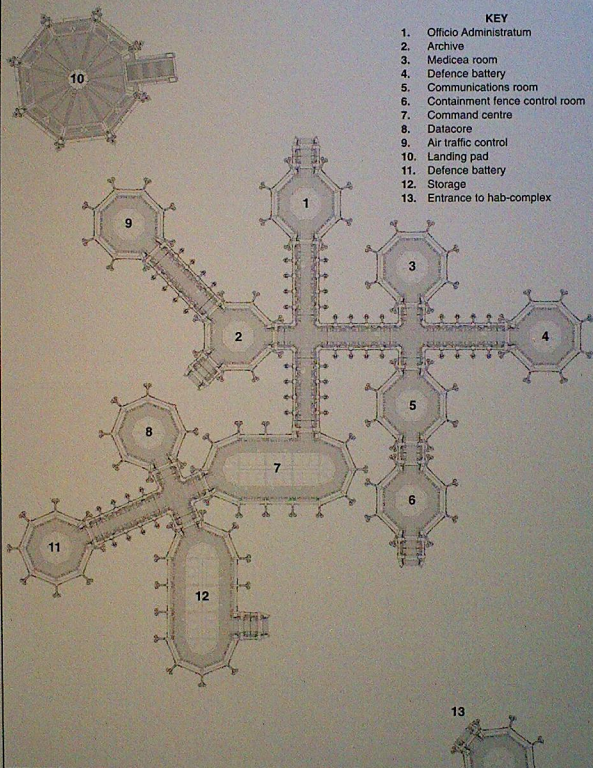 KEY
1. Officio Administratum
2. Archive
3. Medicea room
4. Defence battery
5. Communications room
6. Containment fence control room
7. Command centre
8. Datacore
9. Air traffic control
10. Landing pad
11. Defence battery
12. Storage
13. Entrance to hab-complex
10
1
9
3
2
4
5
8
7
6
11
12
13